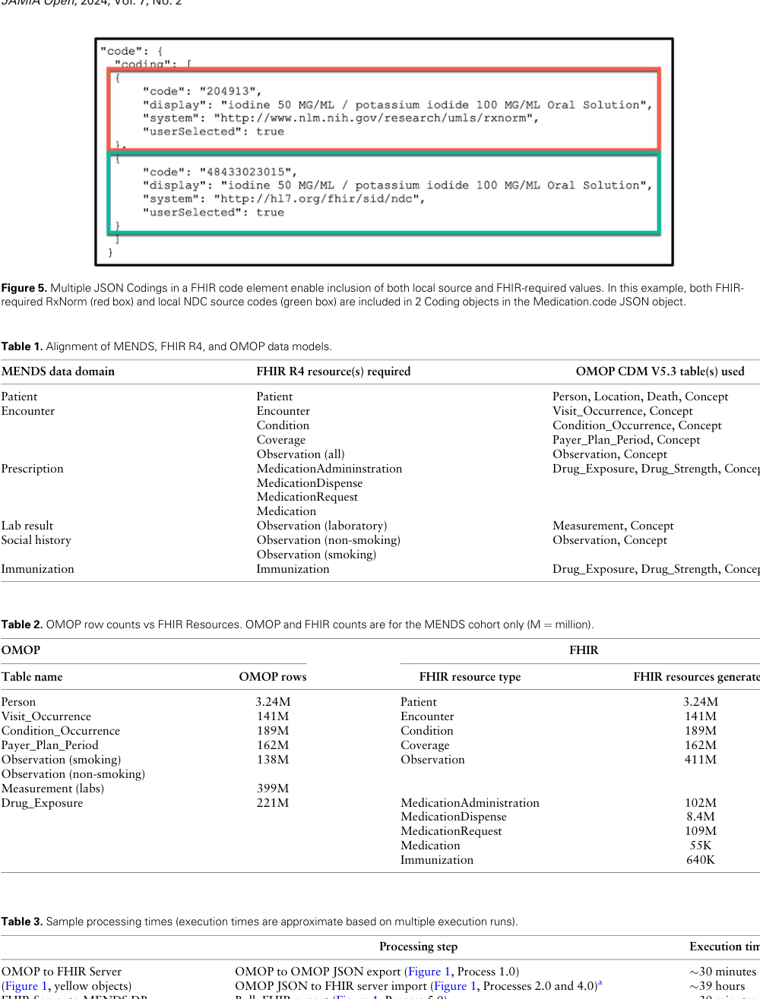 JAMIA Open, 2024, Vol. 7, No. 2
"code": {
"coding": [
{
"code": "204913",
"display": "iodine 50 MG/ML / potassium iodide 100 MG/ML Oral Solution",
"system": "http://www.nlm.nih.gov/research/umls/rxnorm",
"userSelected": true
},
{
"code": "48433023015",
"display": "iodine 50 MG/ML / potassium iodide 100 MG/ML Oral Solution",
"system": "http://hl7.org/fhir/sid/ndc",
"userSelected": true
}
]
}
Figure 5. Multiple JSON Codings in a FHIR code element enable inclusion of both local source and FHIR-required values. In this example, both FHIR-
required RxNorm (red box) and local NDC source codes (green box) are included in 2 Coding objects in the Medication.code JSON object.
Table 1. Alignment of MENDS, FHIR R4, and OMOP data models.
MENDS data domain FHIR R4 resource(s) required OMOP CDM V5.3 table(s) used
Patient Patient Person, Location, Death, Concept
Encounter Encounter Visit_Occurrence, Concept
Condition Condition_Occurrence, Concept
Coverage Payer_Plan_Period, Concept
Observation (all) Observation, Concept
Prescription MedicationAdmininstration Drug_Exposure, Drug_Strength, Concep
MedicationDispense
MedicationRequest
Medication
Lab result Observation (laboratory) Measurement, Concept
Social history Observation (non-smoking) Observation, Concept
Observation (smoking)
Immunization Immunization Drug_Exposure, Drug_Strength, Concep
Table 2. OMOP row counts vs FHIR Resources. OMOP and FHIR counts are for the MENDS cohort only (M = million).
OMOP FHIR
Table name OMOP rows FHIR resource type FHIR resources generate
Person 3.24M Patient 3.24M
Visit_Occurrence 141M Encounter 141M
Condition_Occurrence 189M Condition 189M
Payer_Plan_Period 162M Coverage 162M
Observation (smoking) 138M Observation 411M
Observation (non-smoking)
Measurement (labs) 399M
Drug_Exposure 221M MedicationAdministration 102M
MedicationDispense 8.4M
MedicationRequest 109M
Medication 55K
Immunization 640K
Table 3. Sample processing times (execution times are approximate based on multiple execution runs).
Processing step Execution tim
OMOP to FHIR Server OMOP to OMOP JSON export (Figure 1, Process 1.0) ~30 minutes
(Figure 1, yellow objects) OMOP JSON to FHIR server import (Figure 1, Processes 2.0 and 4.0)a ~39 hours
FHIR Server to MENDS DB Bulk FHIR export (Figure 1, Process 5.0)